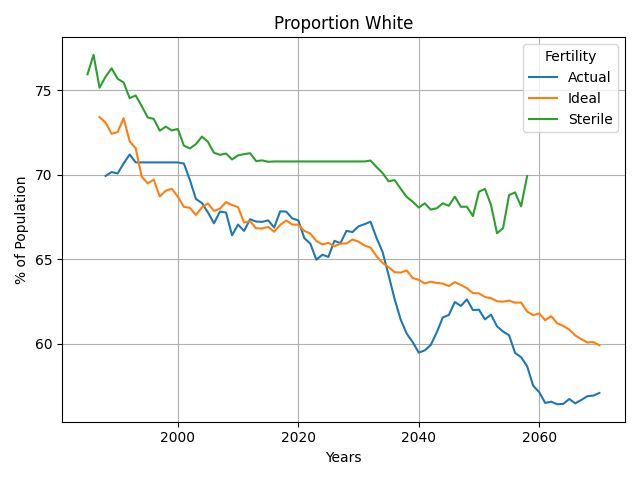 Proportion White
% of Population
75
70
65
60
Fertility
Actual
Ideal
Sterile
2000 2020 2040 2060
Years